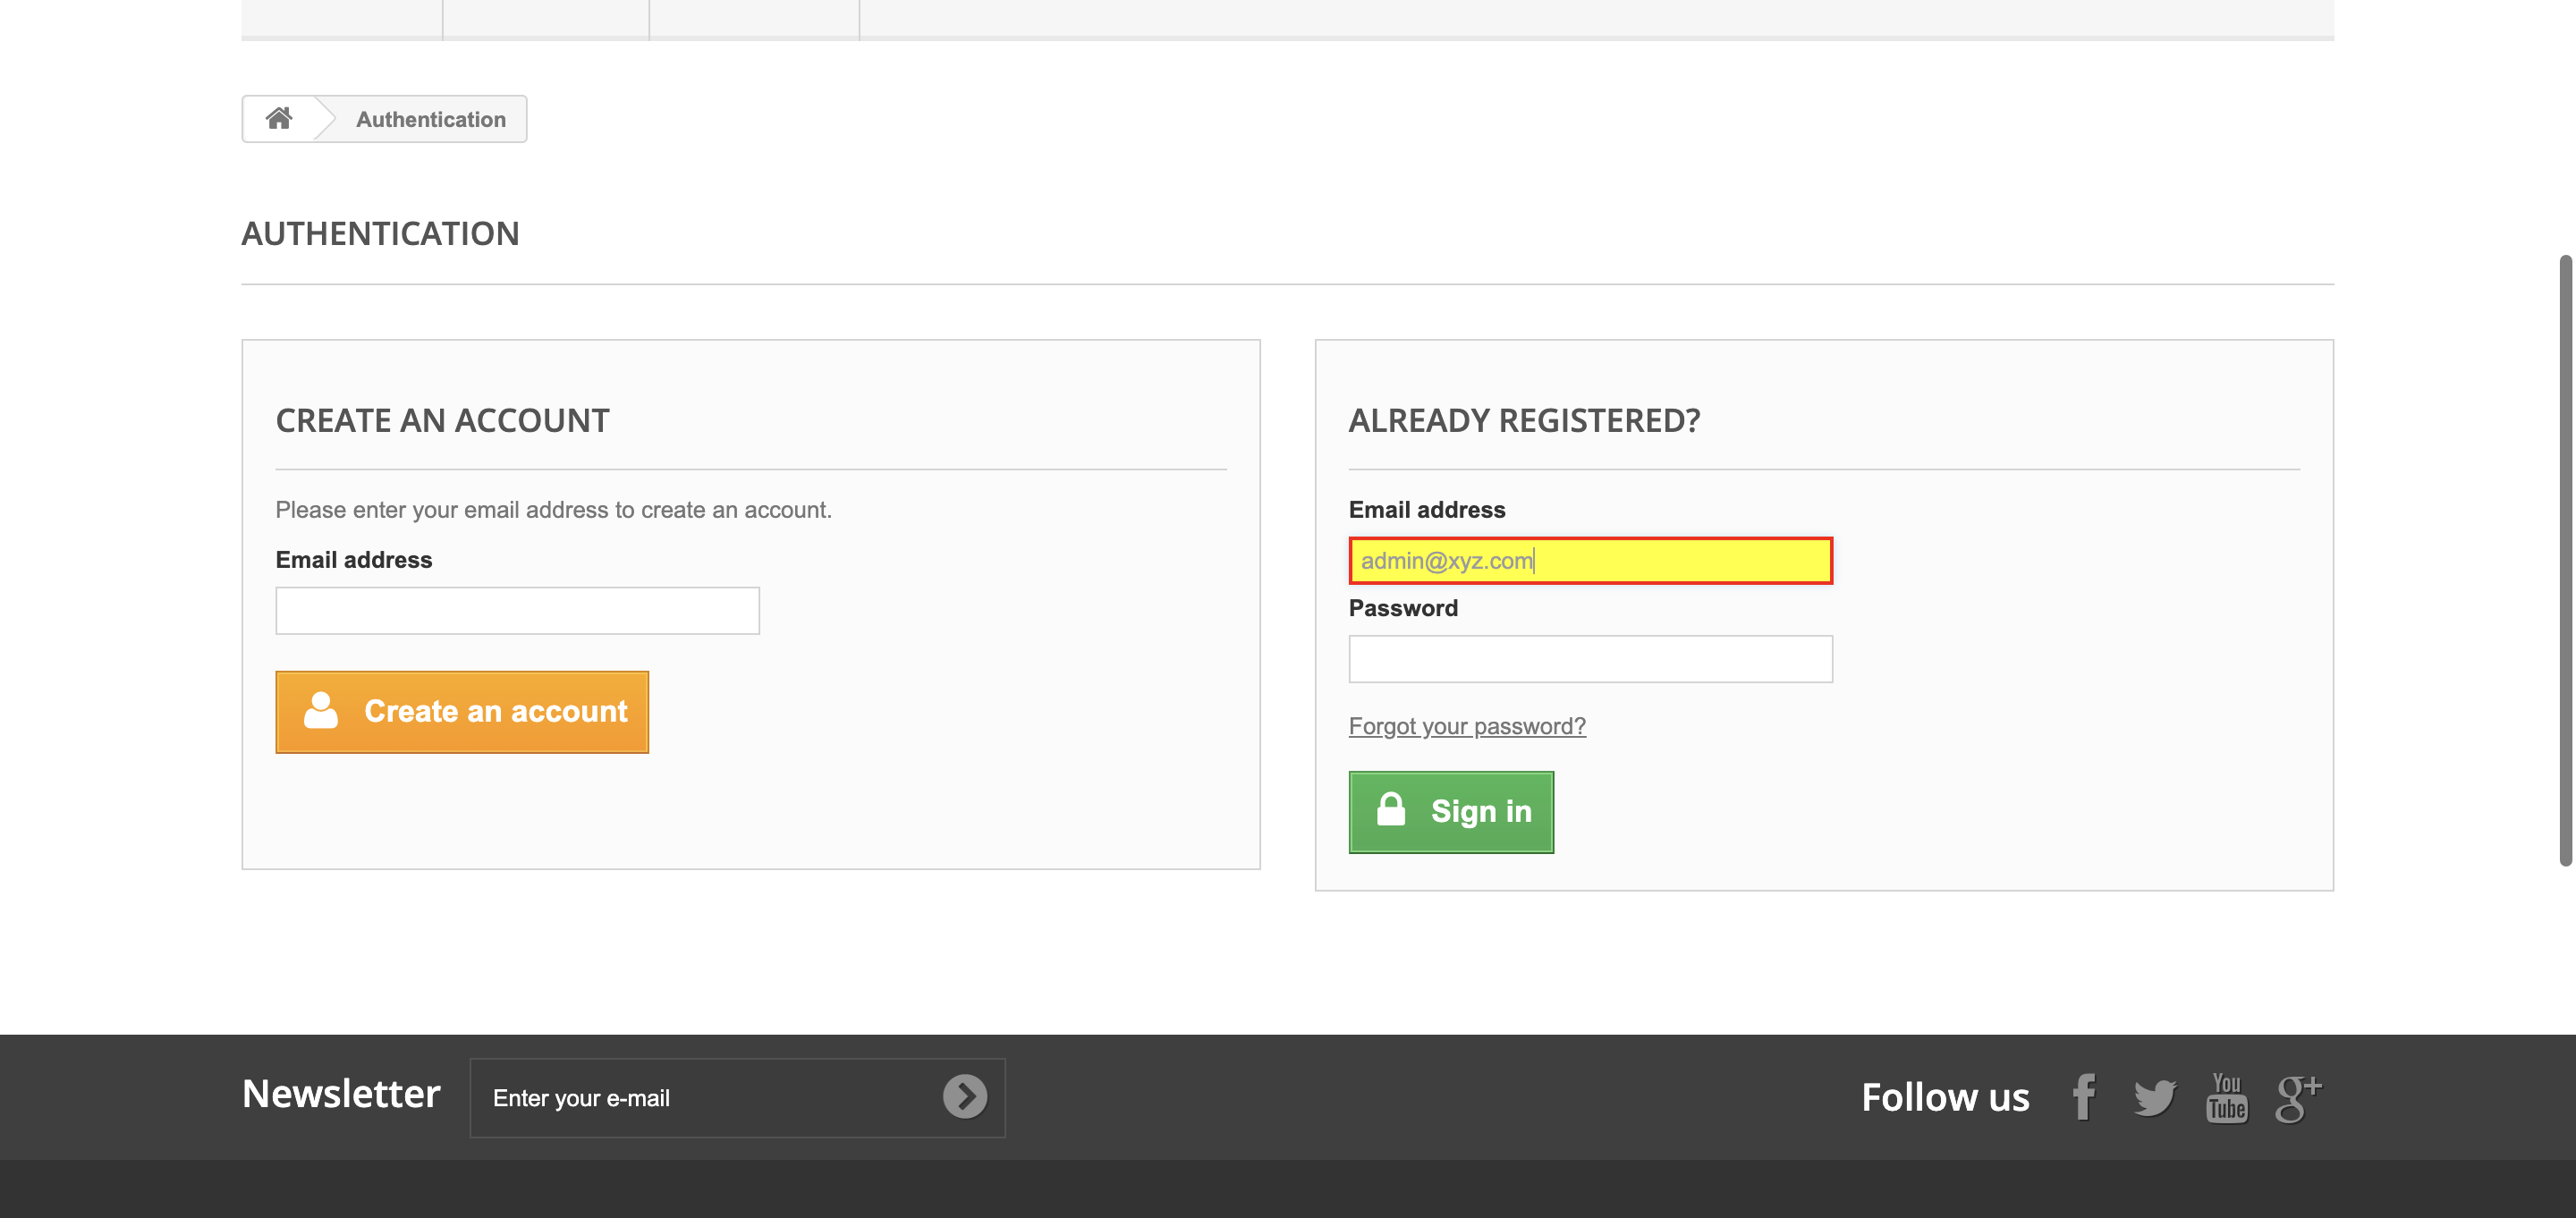 Authentication
AUTHENTICATION
CREATE AN ACCOUNT
Please enter your email address to create an account.
Email address
Create an account
ALREADY REGISTERED?
Email address
admin@xyz.com
Password
Forgot your password?
Sign in
Newsletter
Enter your e-mail
Follow us
You
Tube
g+